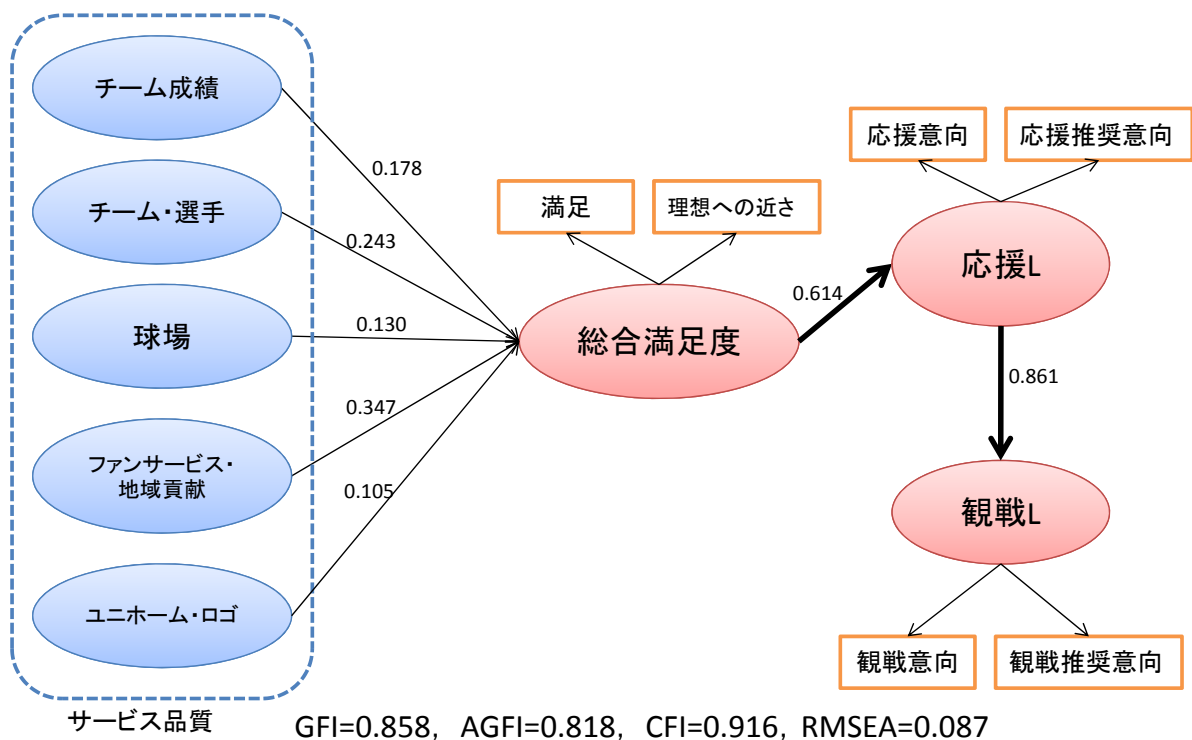 チーム成績
チーム・選手
球場
ファンサービス・
地域貢献
ユニホーム・ロゴ
サービス品質
0.178
0.243
0.130
0.347
0.105
満足
理想への近さ
総合満足度
0.614
応援意向
応援推奨意向
応援L
0.861
観戦L
観戦意向
観戦推奨意向
GFI=0.858, AGFI=0.818, CFI=0.916, RMSEA=0.087